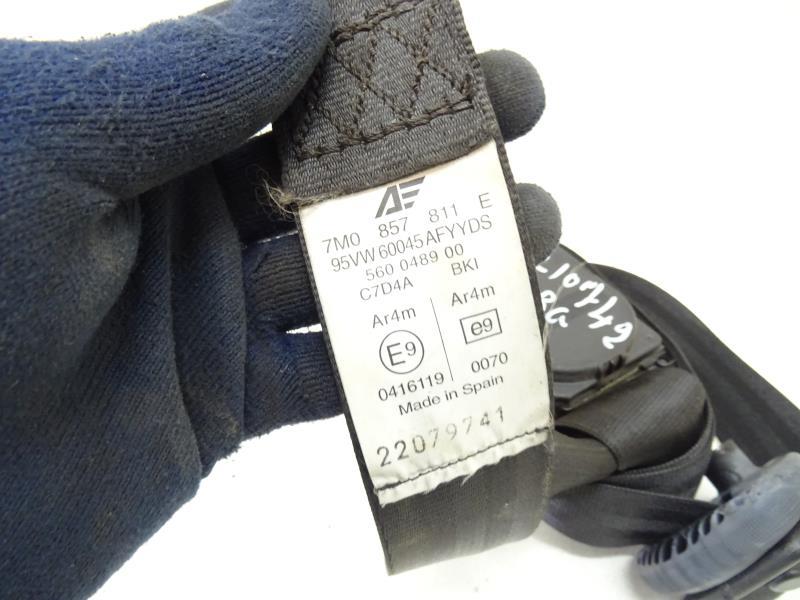 AE
7M0 857 811 E
95VW 60045AFYYDS
560 0489 00
C7D4A BKI
Ar4m Ar4m
E9 e9
0416119 0070
Made in Spain
22079741